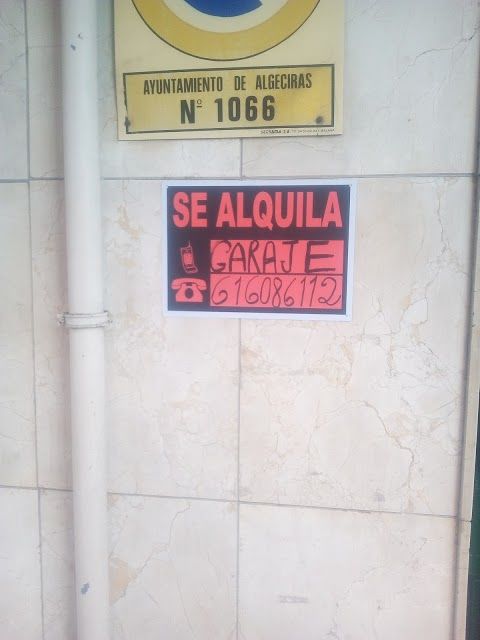 AYUNTAMIENTO DE ALGECIRAS
Nº 1066
SE ALQUILA
GARAJE
616086112